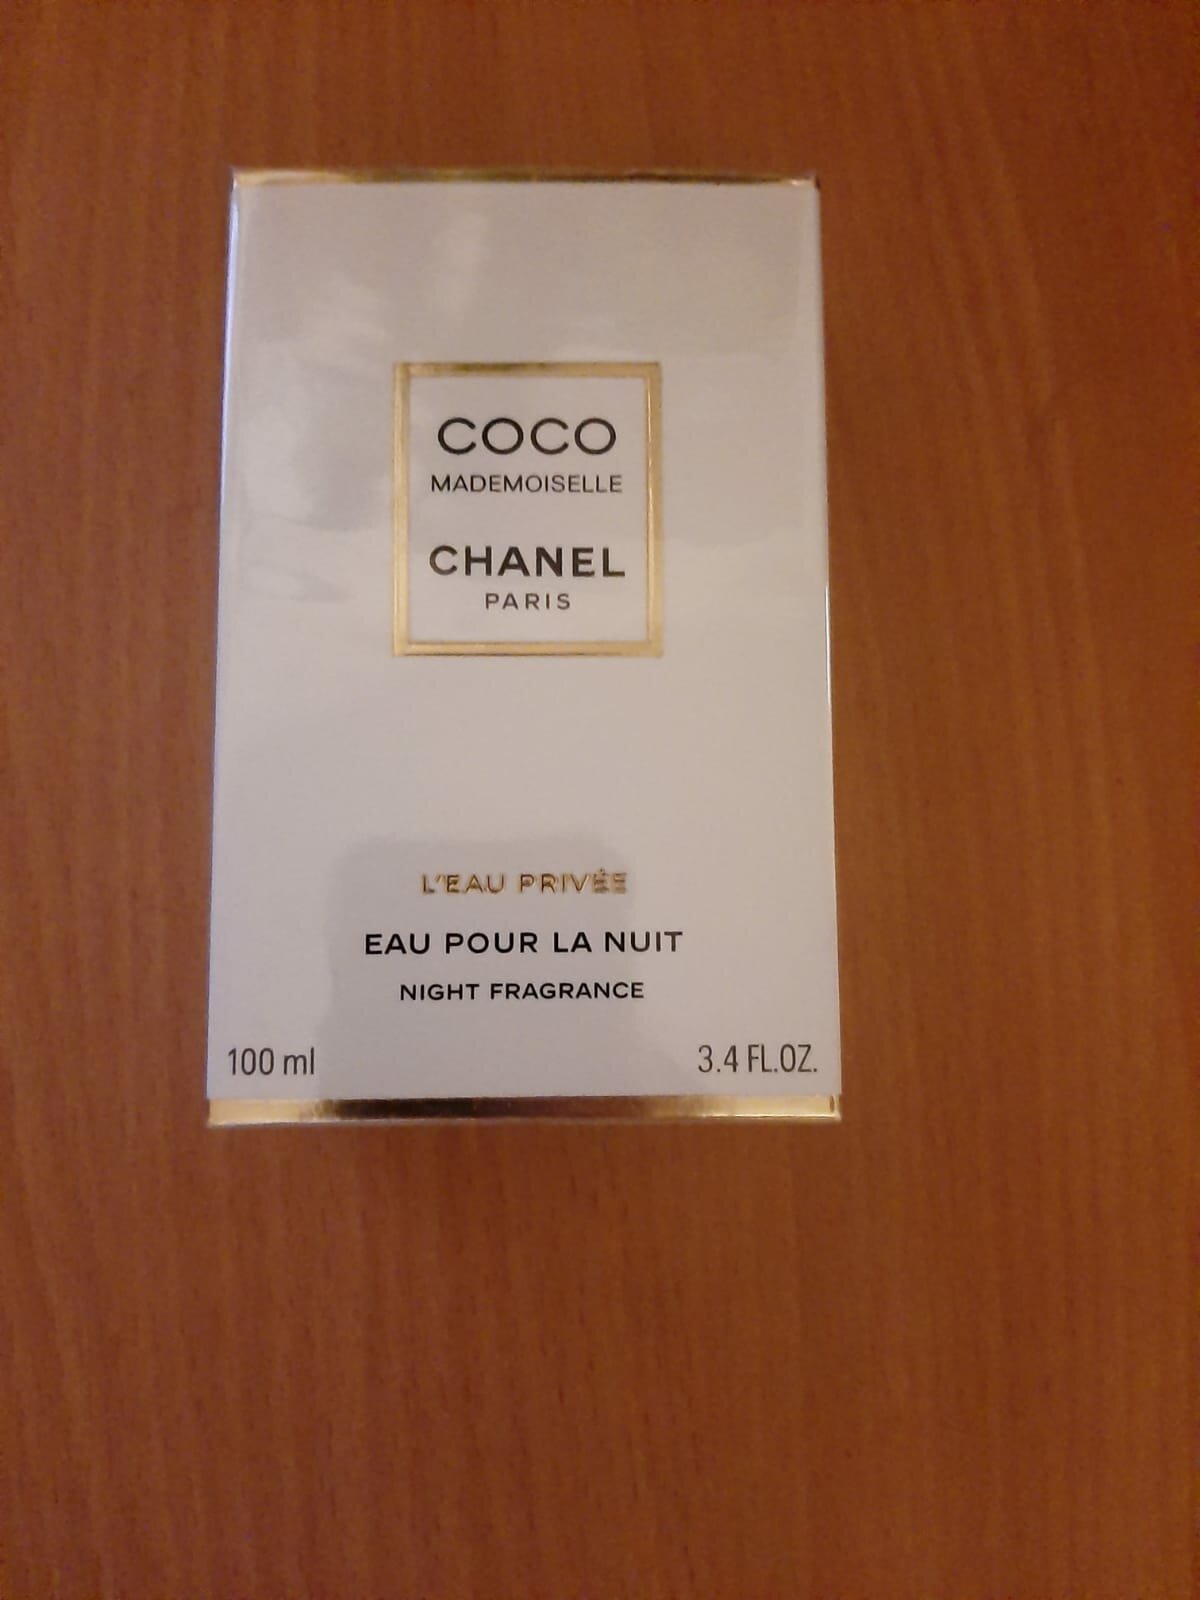 COCO
MADEMOISELLE
CHANEL
PARIS
L'EAU PRIVÉE
EAU POUR LA NUIT
NIGHT FRAGRANCE
100 ml
3.4 FL.OZ.